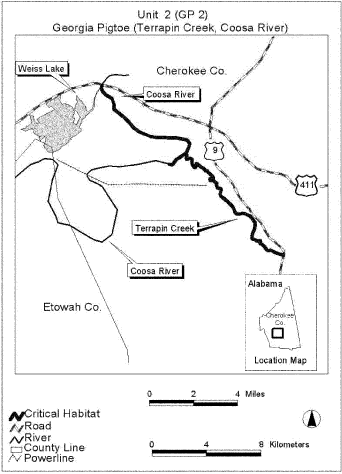 Unit 2 (GP 2)
Georgia Pigtoe (Terrapin Creek, Coosa River)
Cherokee Co.
Weiss Lake
Coosa River
9
411
Terrapin Creek
Coosa River
Alabama
Cherokee
Co.
Location Map
Etowah Co.
0 2 4 Miles
Critical Habitat
Road
River
County Line
Powerline
0 4 8 Kilometers